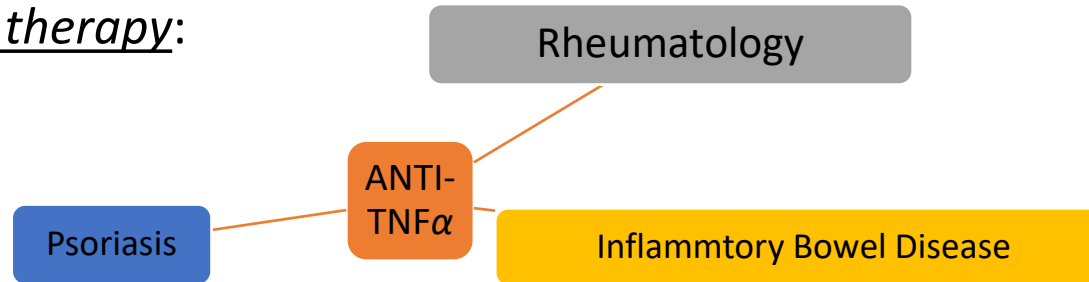 therapy:
Rheumatology
ANTI-
TNFα
Psoriasis
Inflammtory Bowel Disease